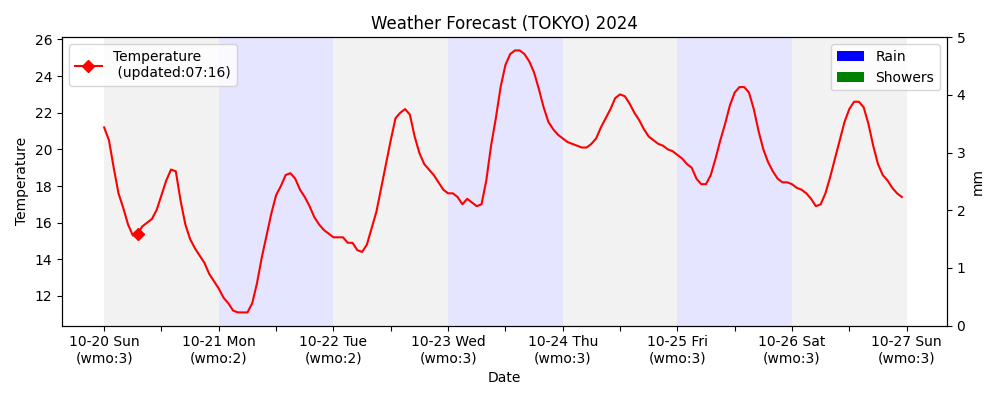 Weather Forecast (TOKYO) 2024
Temperature
(updated:07:16)
Rain
Showers
26
24
22
20
18
16
14
12
Temperature
5
4
3
2
1
0
mm
10-20 Sun 10-21 Mon 10-22 Tue 10-23 Wed 10-24 Thu 10-25 Fri 10-26 Sat 10-27 Sun
(wmo:3) (wmo:2) (wmo:2) (wmo:3) (wmo:3) (wmo:3) (wmo:3) (wmo:3)
Date